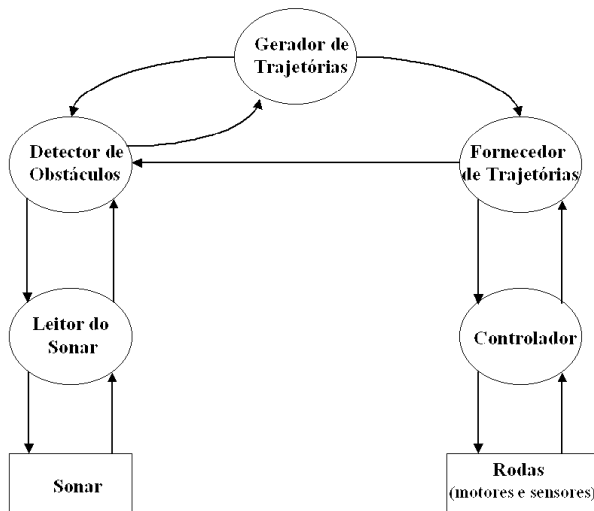 Gerador de
Trajetórias
Detector de
Obstáculos
Fornecedor
de Trajetórias
Leitor do
Sonar
Controlador
Sonar
Rodas
(motores e sensores)